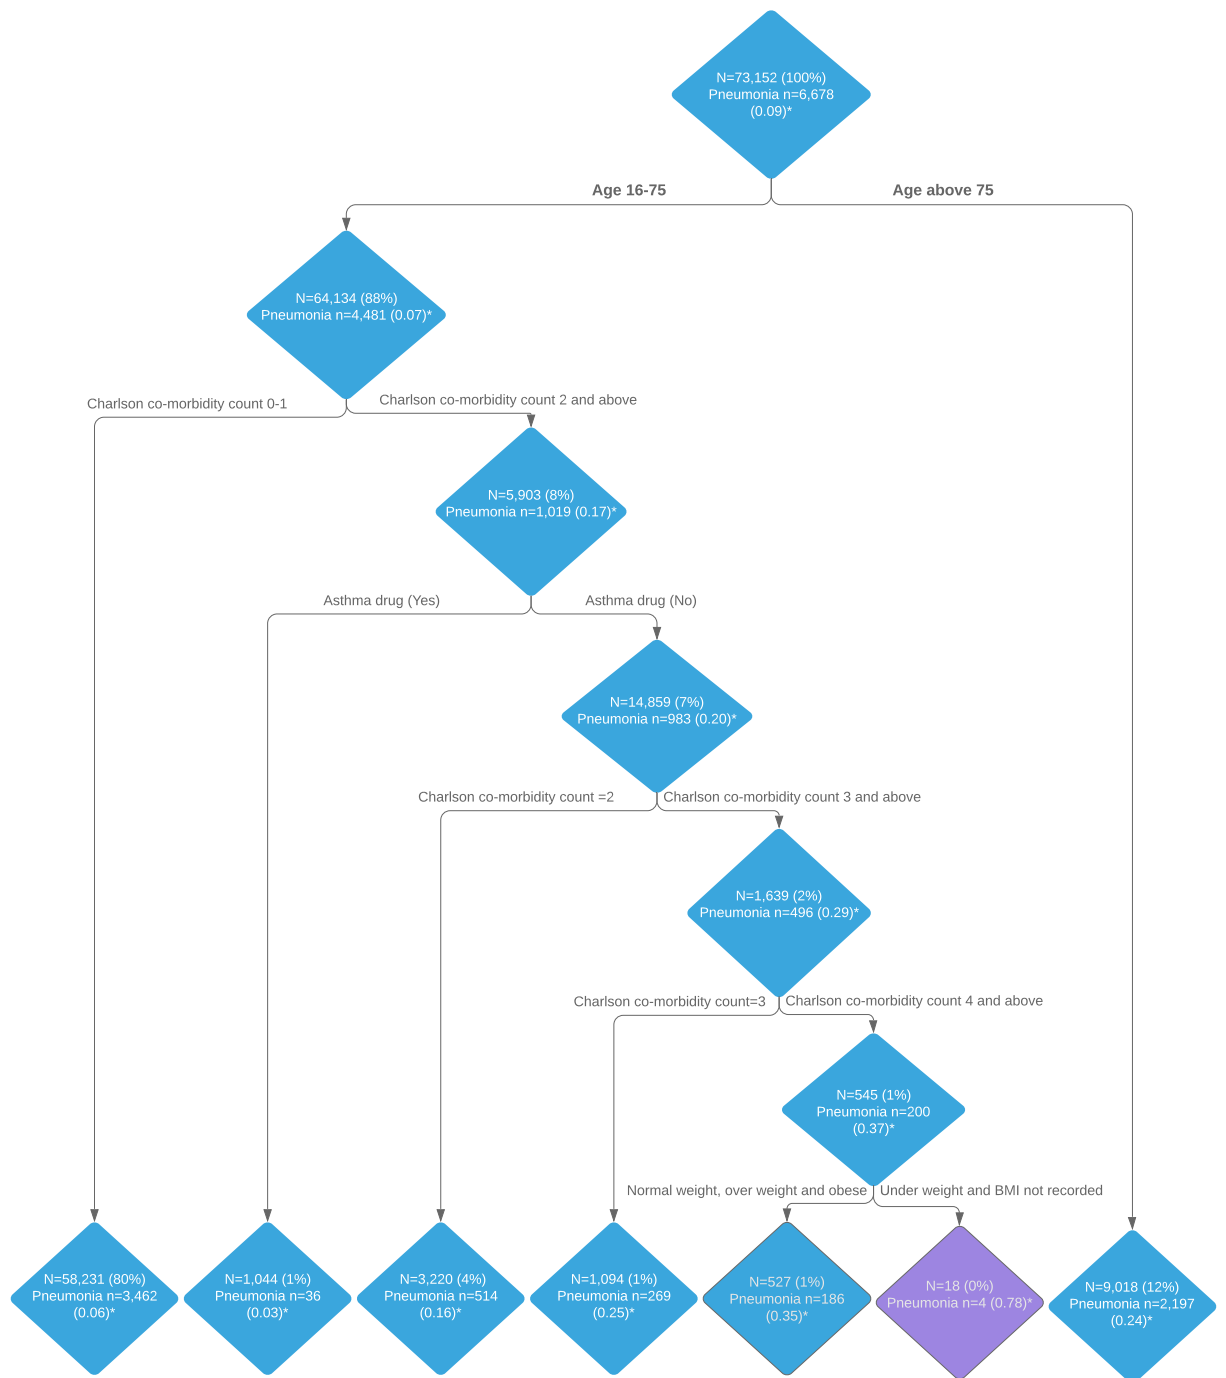 N=73,152 (100%)
Pneumonia n=6,678
(0.09)*
Age 16-75
Age above 75
N=64,134 (88%)
Pneumonia n=4,481 (0.07)*
Charlson co-morbidity count 0-1
Charlson co-morbidity count 2 and above
N=5,903 (8%)
Pneumonia n=1,019 (0.17)*
Asthma drug (Yes)
Asthma drug (No)
N=14,859 (7%)
Pneumonia n=983 (0.20)*
Charlson co-morbidity count =2
Charlson co-morbidity count 3 and above
N=1,639 (2%)
Pneumonia n=496 (0.29)*
Charlson co-morbidity count=3
Charlson co-morbidity count 4 and above
N=545 (1%)
Pneumonia n=200
(0.37)*
Normal weight, over weight and obese
Under weight and BMI not recorded
N=58,231 (80%)
Pneumonia n=3,462
(0.06)*
N=1,044 (1%)
Pneumonia n=36
(0.03)*
N=3,220 (4%)
Pneumonia n=514
(0.16)*
N=1,094 (1%)
Pneumonia n=269
(0.25)*
N=527 (1%)
Pneumonia n=186
(0.35)*
N=18 (0%)
Pneumonia n=4 (0.78)*
N=9,018 (12%)
Pneumonia n=2,197
(0.24)*